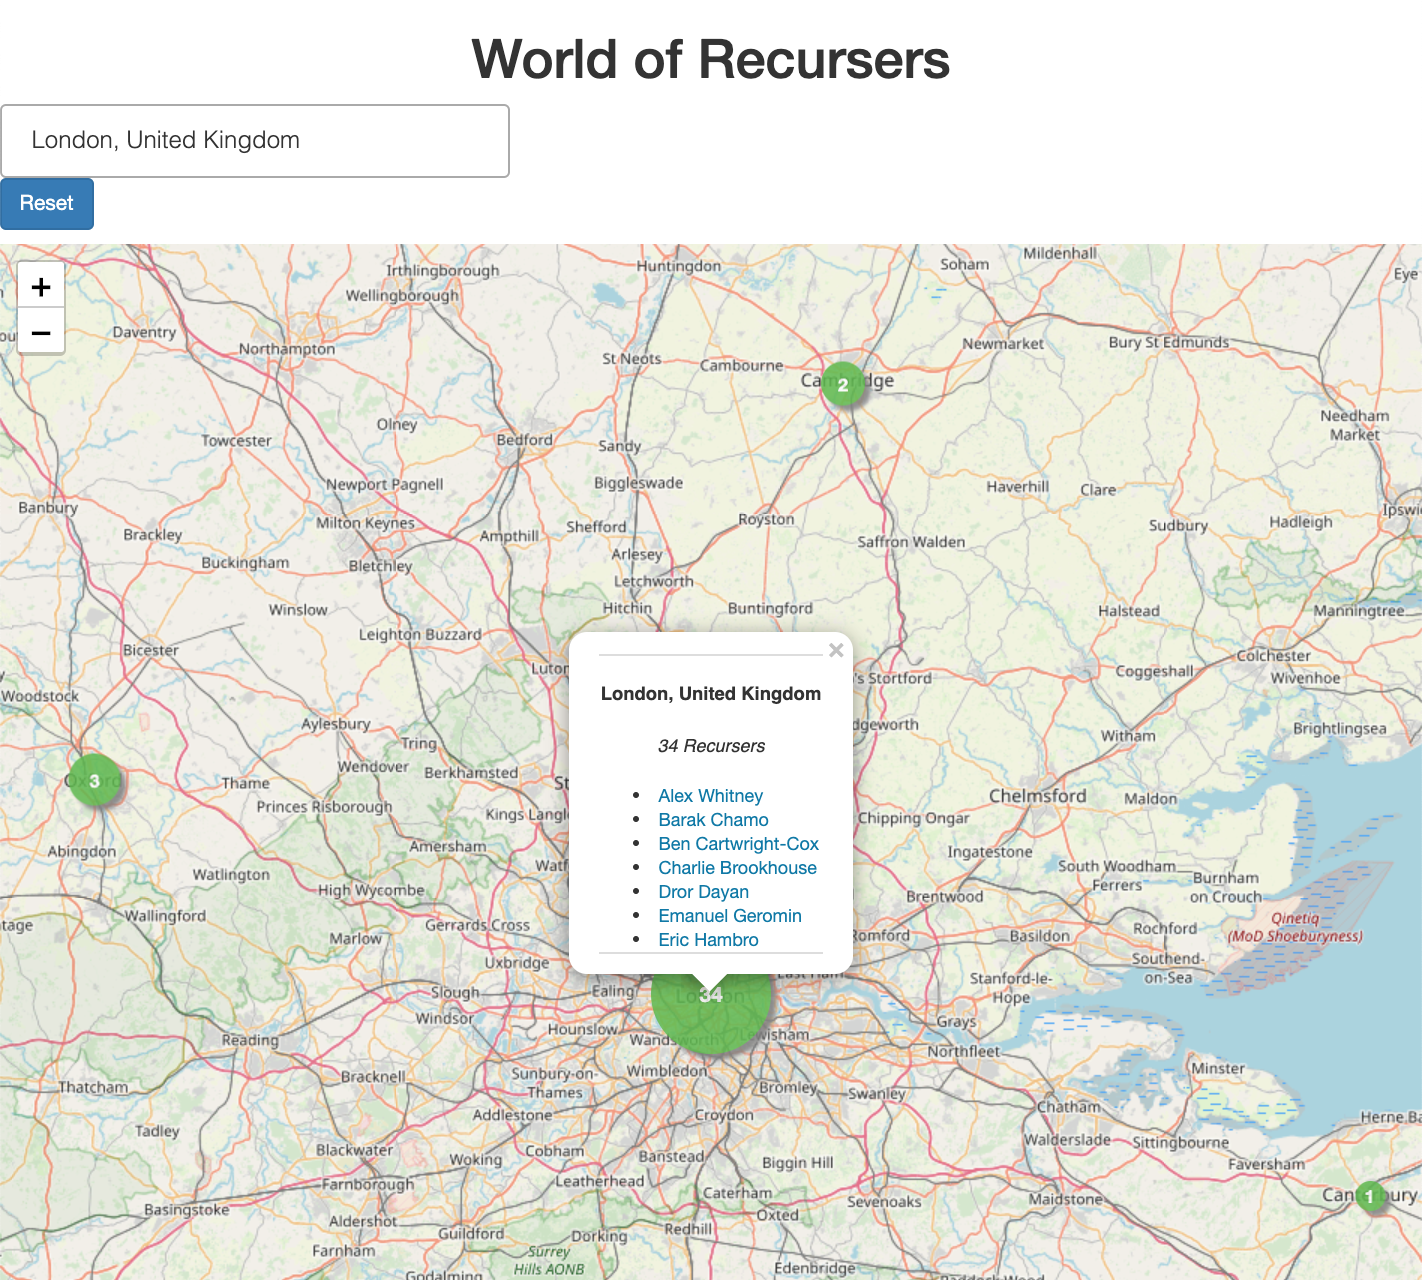 World of Recursers
London, United Kingdom
Reset
+
−
Irthlingborough
Wellingborough
Huntingdon
Soham
Mildenhall
Eye
Daventry
Northampton
St Neots
Cambourne
2
Newmarket
Bury St Edmunds
Needham
Market
Olney
Towcester
Bedford
Sandy
Newport Pagnell
Biggleswade
Haverhill
Clare
Banbury
Brackley
Milton Keynes
Ampthill
Shefford
Royston
Sudbury
Hadleigh
Buckingham
Bletchley
Arlesey
Saffron Walden
Letchworth
Winslow
Hitchin
Buntingford
Halstead
Manningtree
Leighton Buzzard
Bicester
Colchester
Coggeshall
Wivenhoe
Woodstock
's Stortford
London, United Kingdom
34 Recursers
Alex Whitney
Barak Chamo
Ben Cartwright-Cox
Charlie Brookhouse
Dror Dayan
Emanuel Geromin
Eric Hambro
Aylesbury
Tring
Wendover
Berkhamsted
dgeworth
Witham
Brightlingsea
3
Thame
Princes Risborough
Chelmsford
Maldon
Chipping Ongar
Abingdon
Amersham
Ingatestone
Watlington
High Wycombe
South Woodham
Ferrers
Burnham
on Crouch
Brentwood
Wallingford
Gerrards Cross
Marlow
Romford
Basildon
Rochford
Qinetiq
(MoD Shoeburyness)
Uxbridge
Southend-
on-Sea
Stanford-le-
Hope
Slough
Ealing
East Ham
34
London
Windsor
Hounslow
Wandsworth
Lewisham
Grays
Reading
Northfleet
Bracknell
Sunbury-on-
Thames
Wimbledon
Minster
Thatcham
Bromley
Swanley
Addlestone
Croydon
Chatham
Herne Ba
Tadley
Blackwater
Woking
Cobham
Banstead
Biggin Hill
Walderslade
Sittingbourne
Faversham
Farnborough
Leatherhead
Caterham
Sevenoaks
Maidstone
1
Basingstoke
Aldershot
Guildford
Dorking
Redhill
Oxted
Farnham
Surrey
Hills AONB
Godalming
Edenbridge